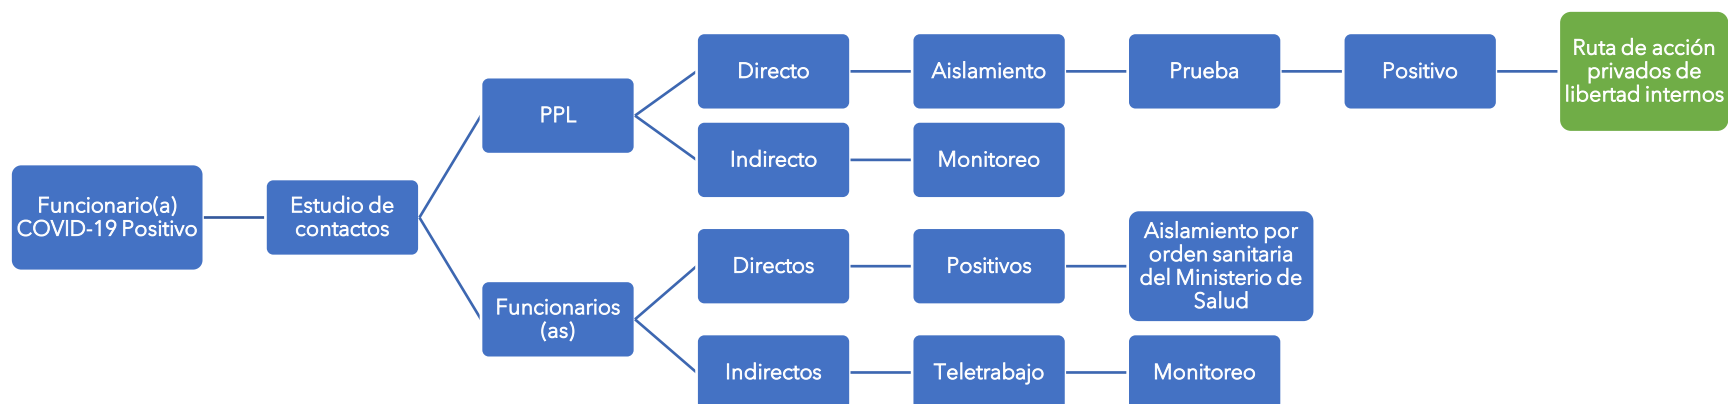 Funcionario(a)
COVID-19 Positivo
Estudio de
contactos
PPL
Directo
Aislamiento
Prueba
Positivo
Ruta de acción
privados de
libertad internos
Indirecto
Monitoreo
Funcionarios
(as)
Directos
Positivos
Aislamiento por
orden sanitaria
del Ministerio de
Salud
Indirectos
Teletrabajo
Monitoreo